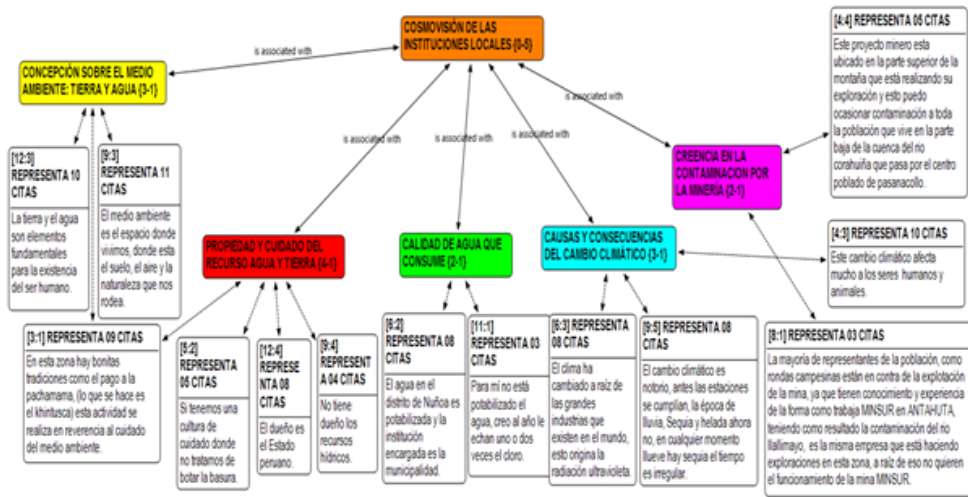 COSMOVISIÓN DE LAS
INSTITUCIONES LOCALES {0-5}
is associated with
CONCEPCIÓN SOBRE EL MEDIO
AMBIENTE: TIERRA Y AGUA {3-1}
is associated with
is associated with
is associated with
is associated with
[4:4] REPRESENTA 05 CITAS
Este proyecto minero esta
ubicado en la parte superior de la
montaña que está realizando su
exploración y esto puedo
ocasionar contaminación a toda
la población que vive en la parte
baja de la cuenca del rio
corahuiña que pasa por el centro
poblado de pasanacollo.
[12:3]
REPRESENTA 10
CITAS
La tierra y el agua
son elementos
fundamentales
para la existencia
del ser humano.
[9:3]
REPRESENTA 11
CITAS
El medio ambiente
es el espacio donde
vivimos, donde esta
el suelo, el aire y la
naturaleza que nos
rodea.
CREENCIA EN LA
CONTAMINACION POR
LA MINERÍA {2-1}
PROPIEDAD Y CUIDADO DEL
RECURSO AGUA Y TIERRA {4-1}
CALIDAD DE AGUA QUE
CONSUME {2-1}
CAUSAS Y CONSECUENCIAS
DEL CAMBIO CLIMÁTICO {3-1}
[4:3] REPRESENTA 10 CITAS
Este cambio climático afecta
mucho a los seres humanos y
animales.
[3:1] REPRESENTA 09 CITAS
En esta zona hay bonitas
tradiciones como el pago a la
pachamama, (lo que se hace es
el khintusca) esta actividad se
realiza en reverencia al cuidado
del medio ambiente.
[5:2]
REPRESENTA
05 CITAS
Si tenemos una
cultura de
cuidado donde
no tratamos de
botar la basura.
[12:4]
REPRESE
NTA 08
CITAS
El dueño es
el Estado
peruano.
[9:4]
REPRESENT
A 04 CITAS
No tiene
dueño los
recursos
hídricos.
[6:2]
REPRESENTA 08
CITAS
El agua en el
distrito de Nuñoa es
potabilizada y la
institución
encargada es la
municipalidad.
[11:1]
REPRESENTA
03 CITAS
Para mí no está
potabilizado el
agua, creo al año le
echan uno o dos
veces el cloro.
[6:3] REPRESENTA
08 CITAS
El clima ha
cambiado a raíz de
las grandes
industrias que
existen en el mundo,
esto origina la
radiación ultravioleta.
[9:5] REPRESENTA 08
CITAS
El cambio climático es
notorio, antes las estaciones
se cumplían, la época de
lluvia, Sequia y helada ahora
no, en cualquier momento
llueve hay sequia el tiempo
es irregular.
[8:1] REPRESENTA 03 CITAS
La mayoría de representantes de la población, como
rondas campesinas están en contra de la explotación
de la mina, ya que tienen conocimiento y experiencia
de la forma como trabaja MINSUR en ANTAHUTA,
teniendo como resultado la contaminación del rio
llallimayo, es la misma empresa que está haciendo
exploraciones en esta zona, a raíz de eso no quieren
el funcionamiento de la mina MINSUR.